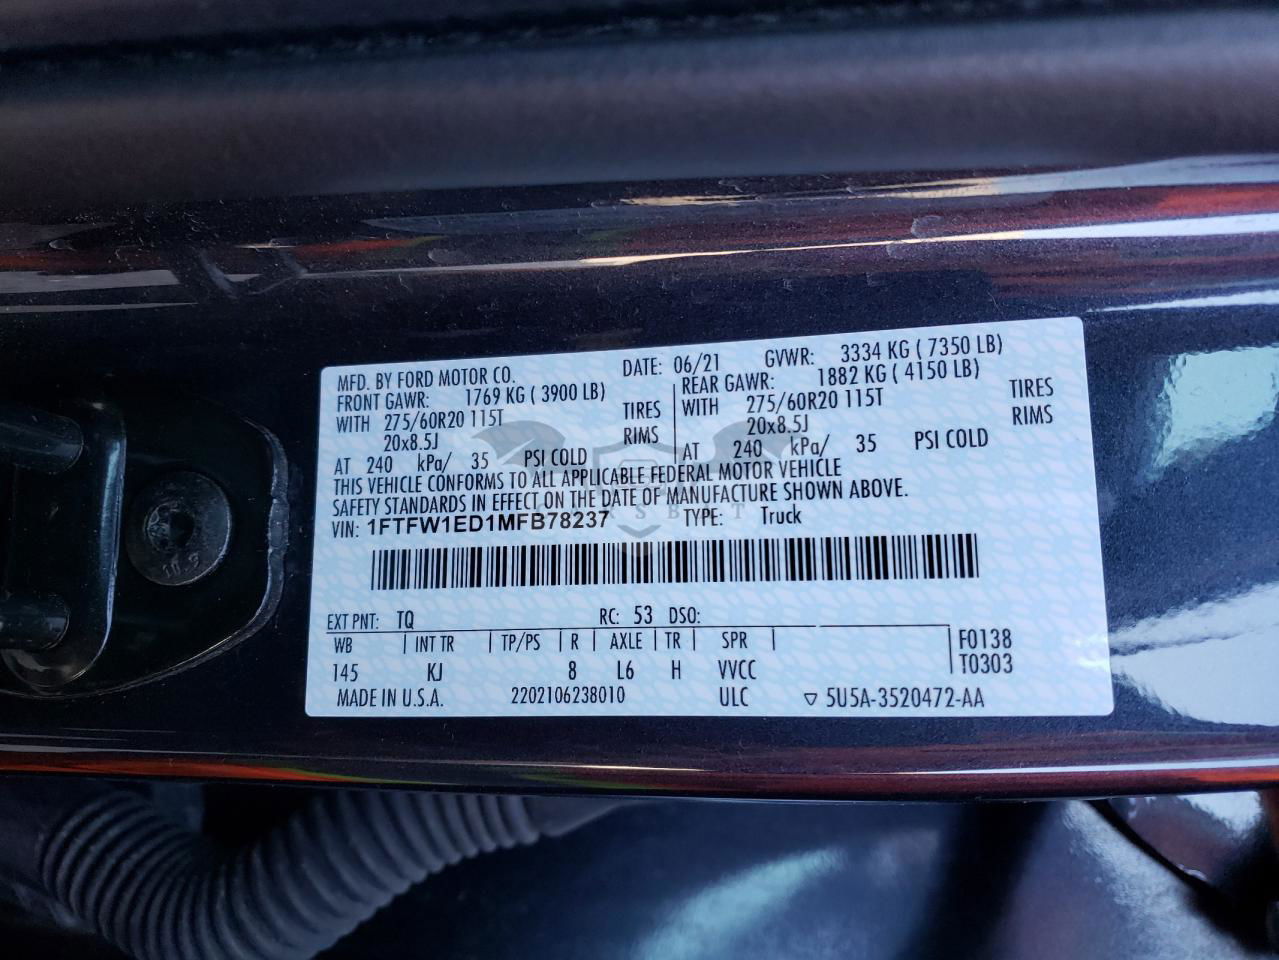 MFD. BY FORD MOTOR CO. DATE: 06/21 GVWR: 3334 KG ( 7350 LB)
FRONT GAWR: 1769 KG ( 3900 LB) REAR GAWR: 1882 KG ( 4150 LB)
WITH 275/60R20 115T TIRES WITH 275/60R20 115T TIRES
20x8.5J RIMS 20x8.5J RIMS
AT 240 kPa/ 35 PSI COLD AT 240 kPa/ 35 PSI COLD
THIS VEHICLE CONFORMS TO ALL APPLICABLE FEDERAL MOTOR VEHICLE
SAFETY STANDARDS IN EFFECT ON THE DATE OF MANUFACTURE SHOWN ABOVE.
VIN: 1FTFW1ED1MFB78237 TYPE: Truck
EXT PNT: TQ RC: 53 DSO:
WB INT TR TP/PS R AXLE TR SPR F0138
145 KJ 8 L6 H VVCC T0303
MADE IN U.S.A. 2202106238010 ULC ▽ 5U5A-3520472-AA
10.9